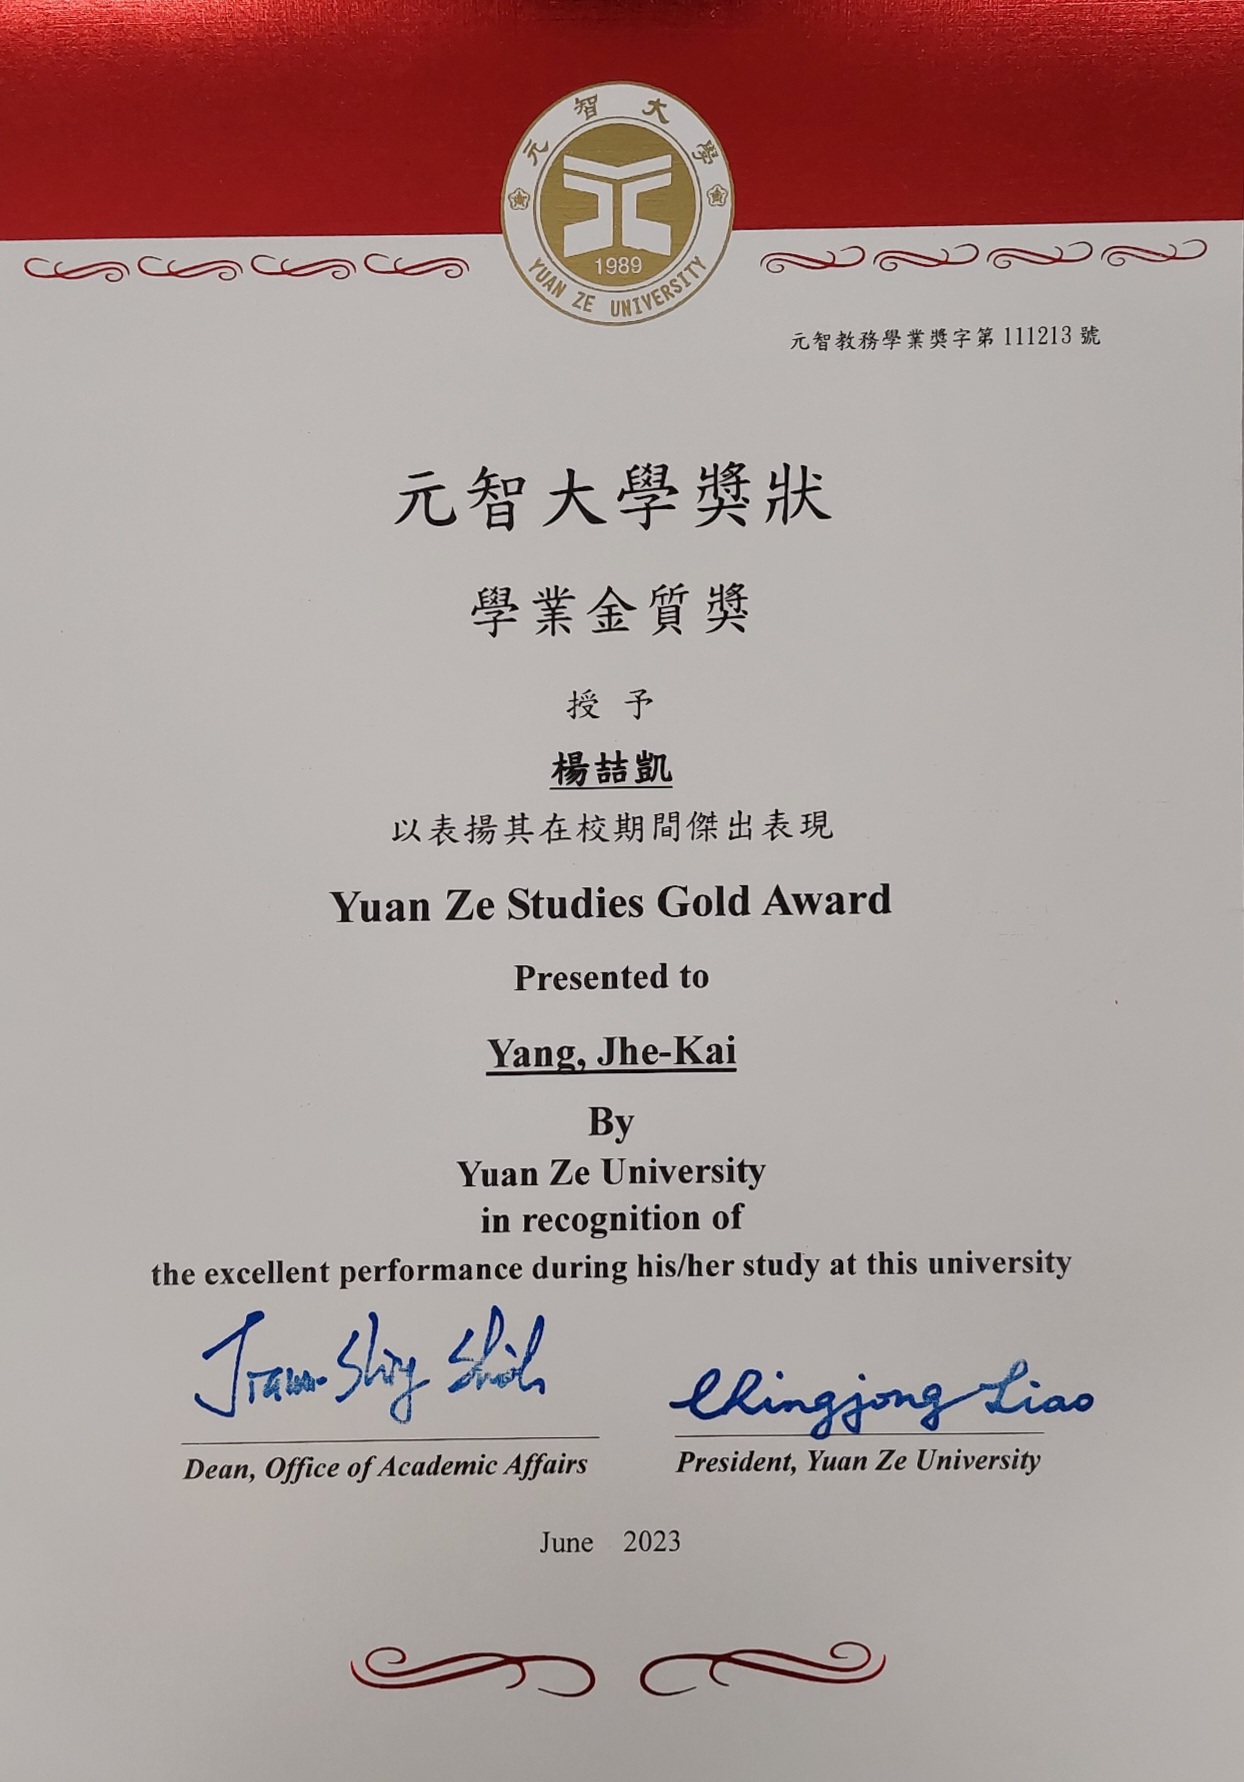 元智大學
1989
YUAN ZE UNIVERSITY
元智教務學業獎字第 111213 號
元智大學獎狀
學業金質獎
授 予
楊喆凱
以表揚其在校期間傑出表現
Yuan Ze Studies Gold Award
Presented to
Yang, Jhe-Kai
By
Yuan Ze University
in recognition of
the excellent performance during his/her study at this university
Chingjong Liao
Dean, Office of Academic Affairs
President, Yuan Ze University
June 2023